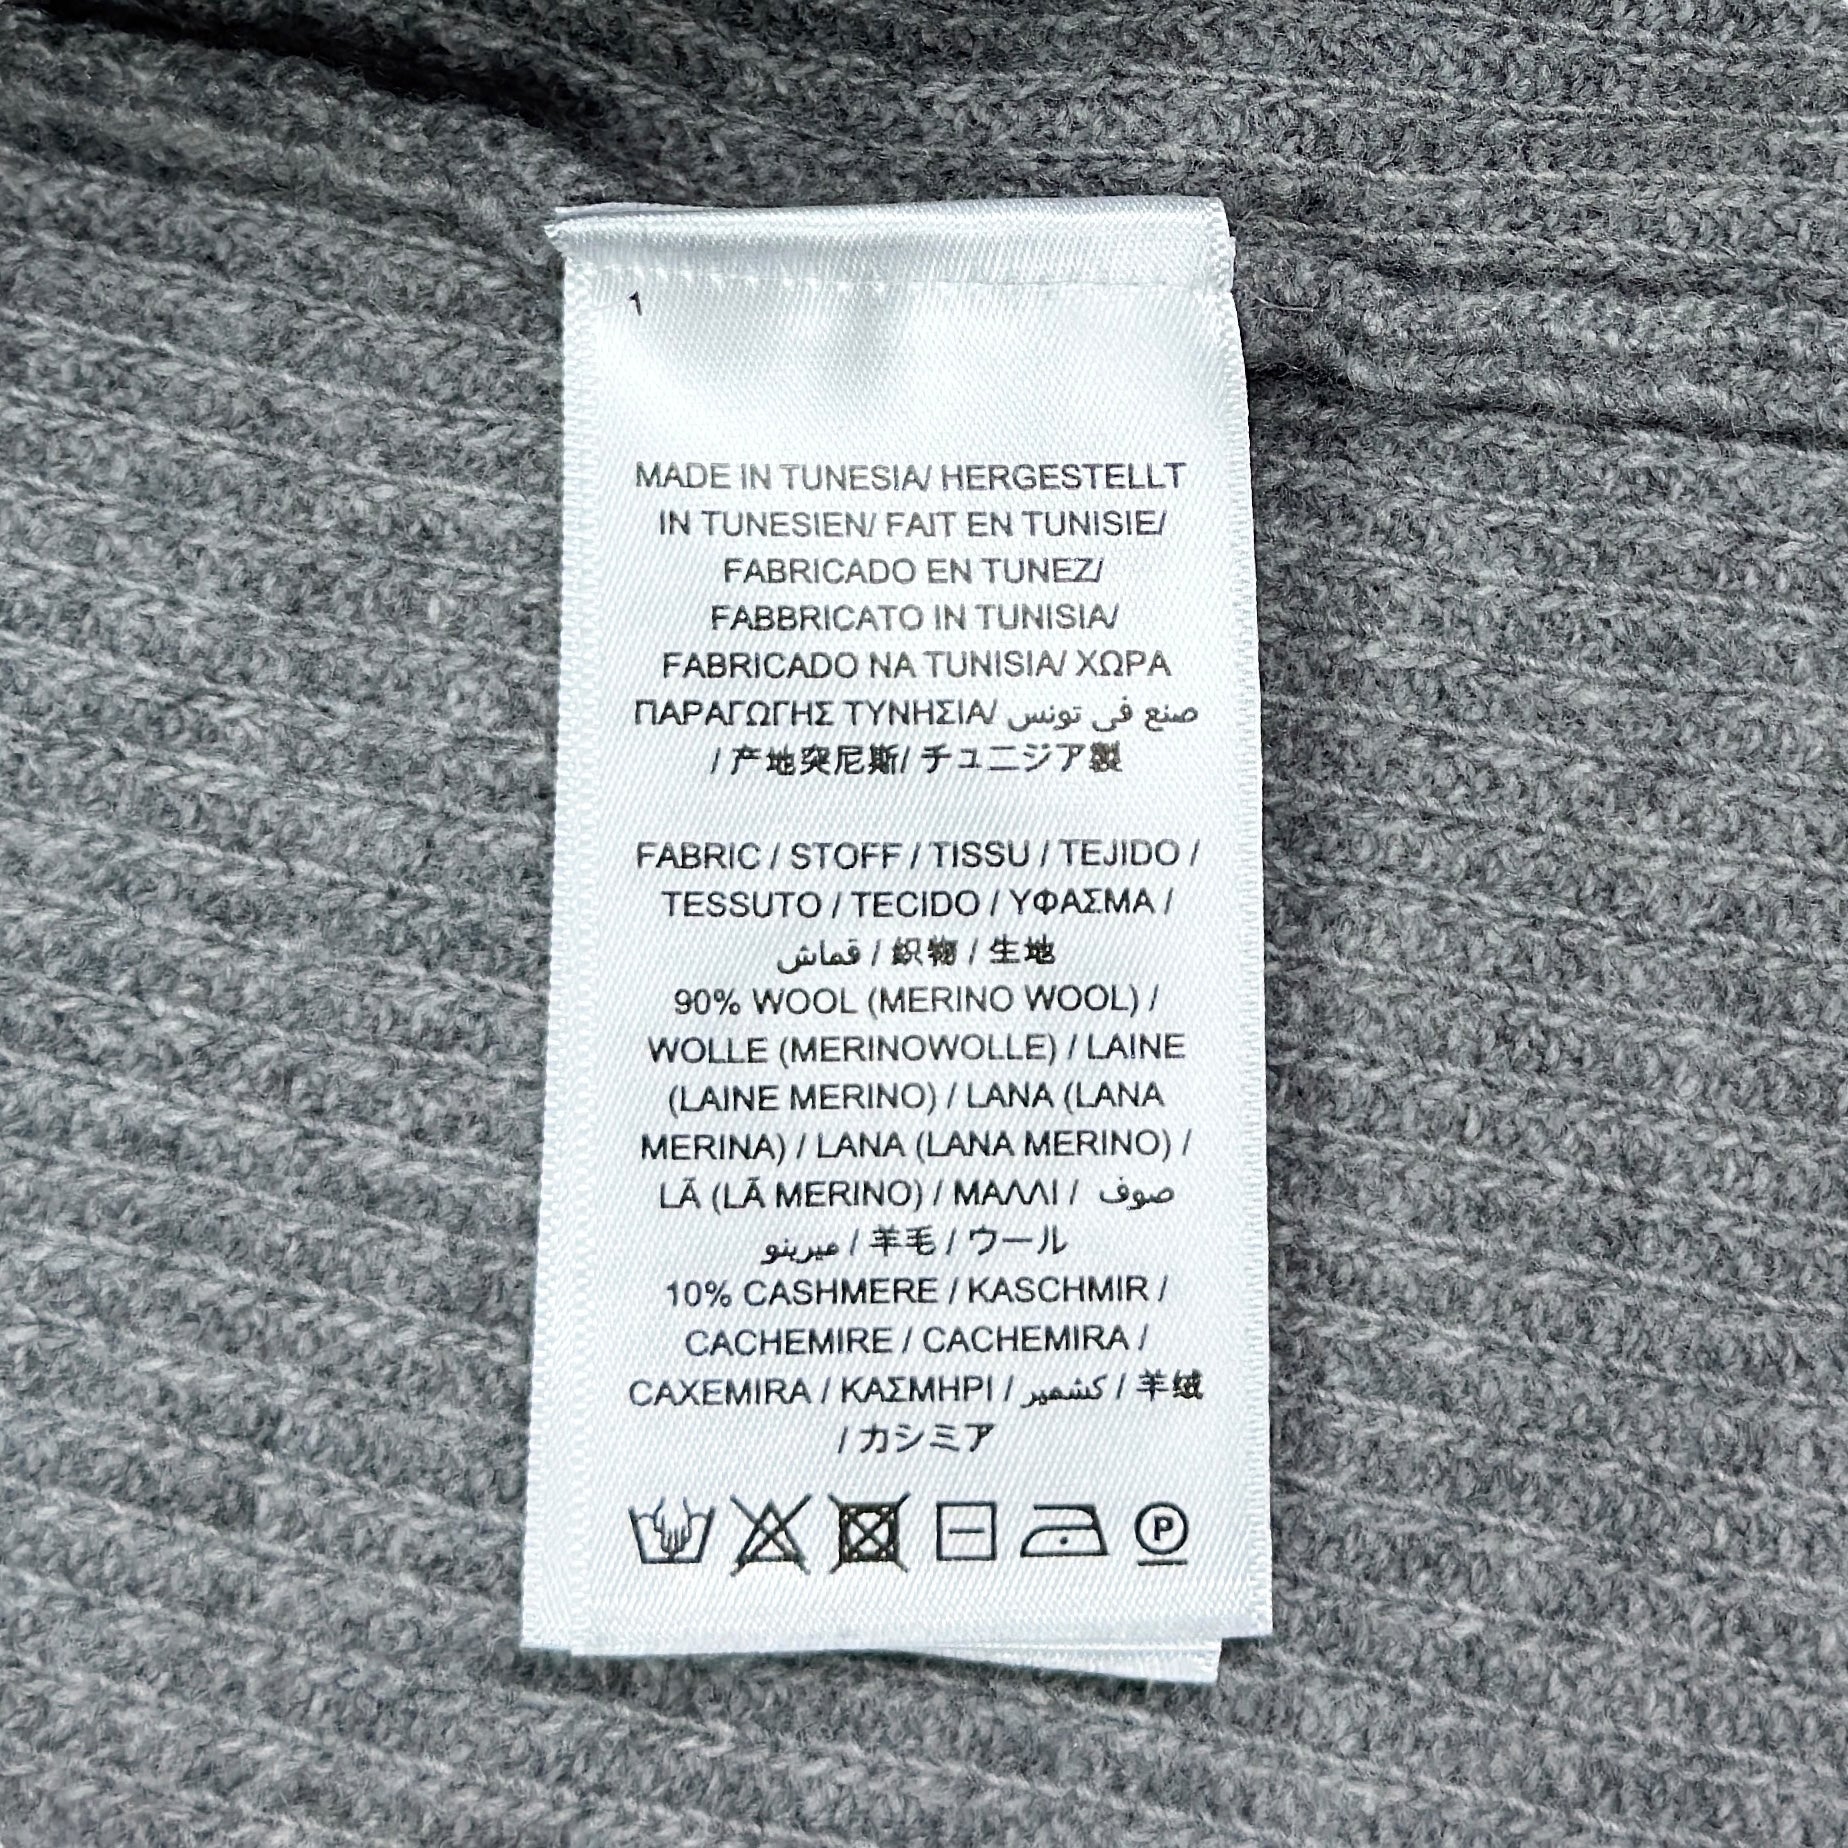 1
MADE IN TUNESIA/ HERGESTELLT
IN TUNESIEN/ FAIT EN TUNISIE/
FABRICADO EN TUNEZ/
FABBRICATO IN TUNISIA/
FABRICADO NA TUNISIA/ ΧΩΡΑ
ΠΑΡΑΓΩΓΗΣ ΤΥΝΗΣΙΑ/ صنع في تونس
/ 产地突尼斯/ チュニジア製
FABRIC / STOFF / TISSU / TEJIDO /
TESSUTO / TECIDO / ΥΦΑΣΜΑ /
قماش / 织物 / 生地
90% WOOL (MERINO WOOL) /
WOLLE (MERINOWOLLE) / LAINE
(LAINE MERINO) / LANA (LANA
MERINA) / LANA (LANA MERINO) /
LÃ (LÃ MERINO) / ΜΑΛΛΙ / صوف
ميرينو / 羊毛 / ウール
10% CASHMERE / KASCHMIR /
CACHEMIRE / CACHEMIRA /
CAXEMIRA / ΚΑΣΜΗΡΙ / كشمير / 羊绒
/ カシミア
P